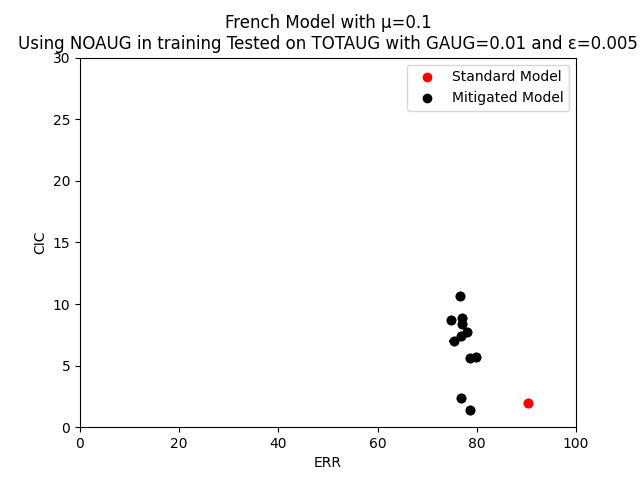 French Model with μ=0.1
Using NOAUG in training Tested on TOTAUG with GAUG=0.01 and ε=0.005
Standard Model
Mitigated Model
30
25
20
15
10
5
0
CIC
0 20 40 60 80 100
ERR